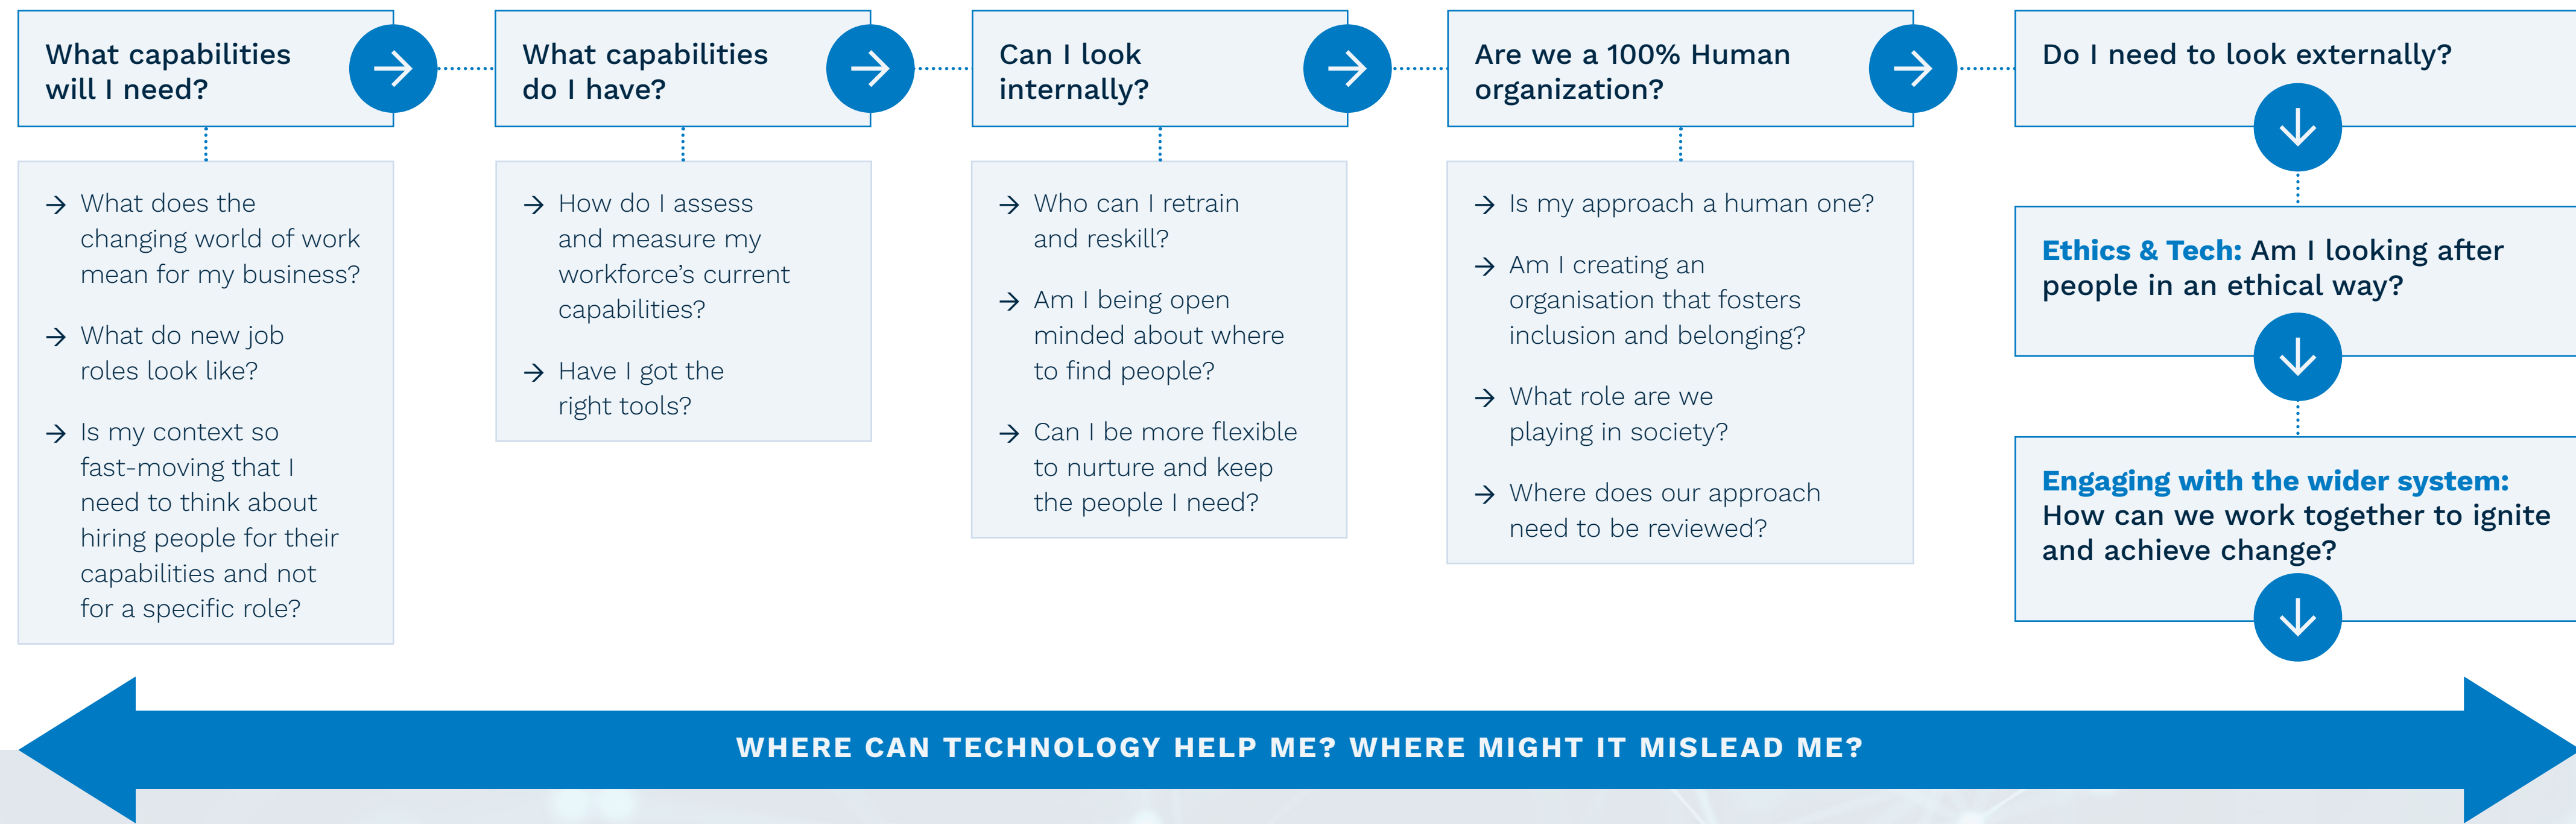 What capabilities
will I need?
What does the
changing world of work
mean for my business?
What do new job
roles look like?
Is my context so
fast-moving that I
need to think about
hiring people for their
capabilities and not
for a specific role?
What capabilities
do I have?
How do I assess
and measure my
workforce’s current
capabilities?
Have I got the
right tools?
Can I look
internally?
Who can I retrain
and reskill?
Am I being open
minded about where
to find people?
Can I be more flexible
to nurture and keep
the people I need?
Are we a 100% Human
organization?
Is my approach a human one?
Am I creating an
organisation that fosters
inclusion and belonging?
What role are we
playing in society?
Where does our approach
need to be reviewed?
Do I need to look externally?
Ethics & Tech: Am I looking after
people in an ethical way?
Engaging with the wider system:
How can we work together to ignite
and achieve change?
WHERE CAN TECHNOLOGY HELP ME? WHERE MIGHT IT MISLEAD ME?